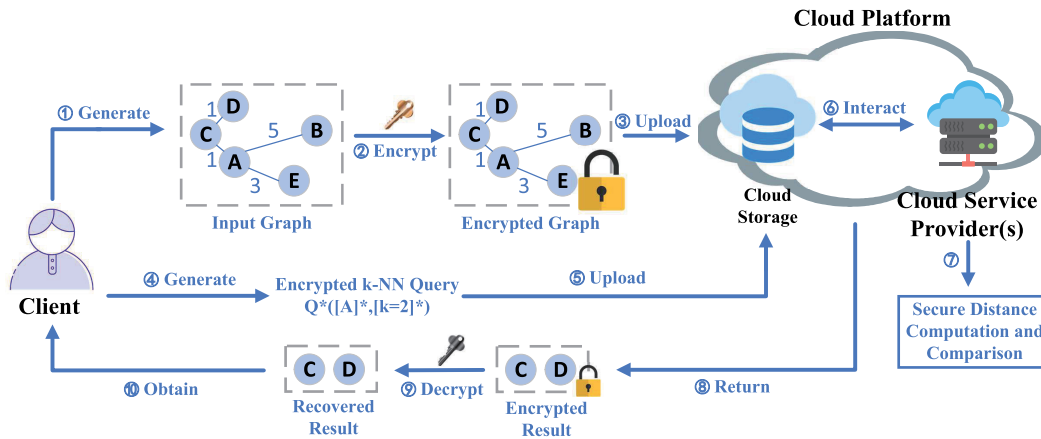 Cloud Platform
① Generate
1
D
C
5
B
1
A
3
E
Input Graph
② Encrypt
1
D
C
5
B
1
A
3
E
Encrypted Graph
③ Upload
⑥ Interact
Cloud
Storage
Cloud Service
Provider(s)
⑦
Secure Distance
Computation and
Comparison
Client
④ Generate
Encrypted k-NN Query
Q*([A]*,[k=2]*)
⑤ Upload
⑧ Return
C D
Encrypted
Result
⑨ Decrypt
C D
Recovered
Result
⑩ Obtain